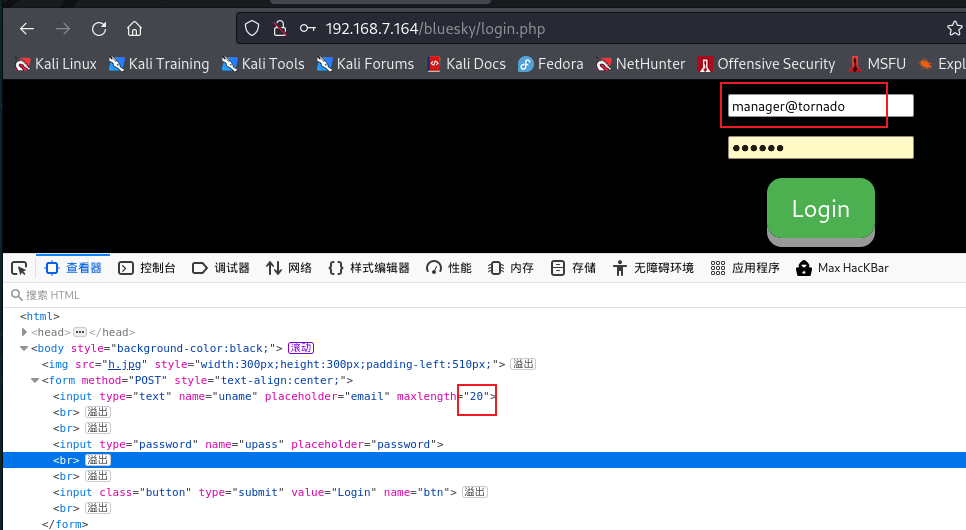 192.168.7.164/bluesky/login.php
Kali Linux Kali Training Kali Tools Kali Forums Kali Docs Fedora NetHunter Offensive Security MSFU Expl
manager@tornado
●●●●●●
Login
查看器 控制台 调试器 网络 样式编辑器 性能 内存 存储 无障碍环境 应用程序 Max HacKBar
搜索 HTML
<html>
<head> ••• </head>
<body style="background-color:black;"> 滚动
<img src="h.jpg" style="width:300px;height:300px;padding-left:510px;"> 溢出
<form method="POST" style="text-align:center;">
<input type="text" name="uname" placeholder="email" maxlength="20">
<br> 溢出
<br> 溢出
<input type="password" name="upass" placeholder="password">
<br> 溢出
<br> 溢出
<input class="button" type="submit" value="Login" name="btn"> 溢出
<br> 溢出
</form>